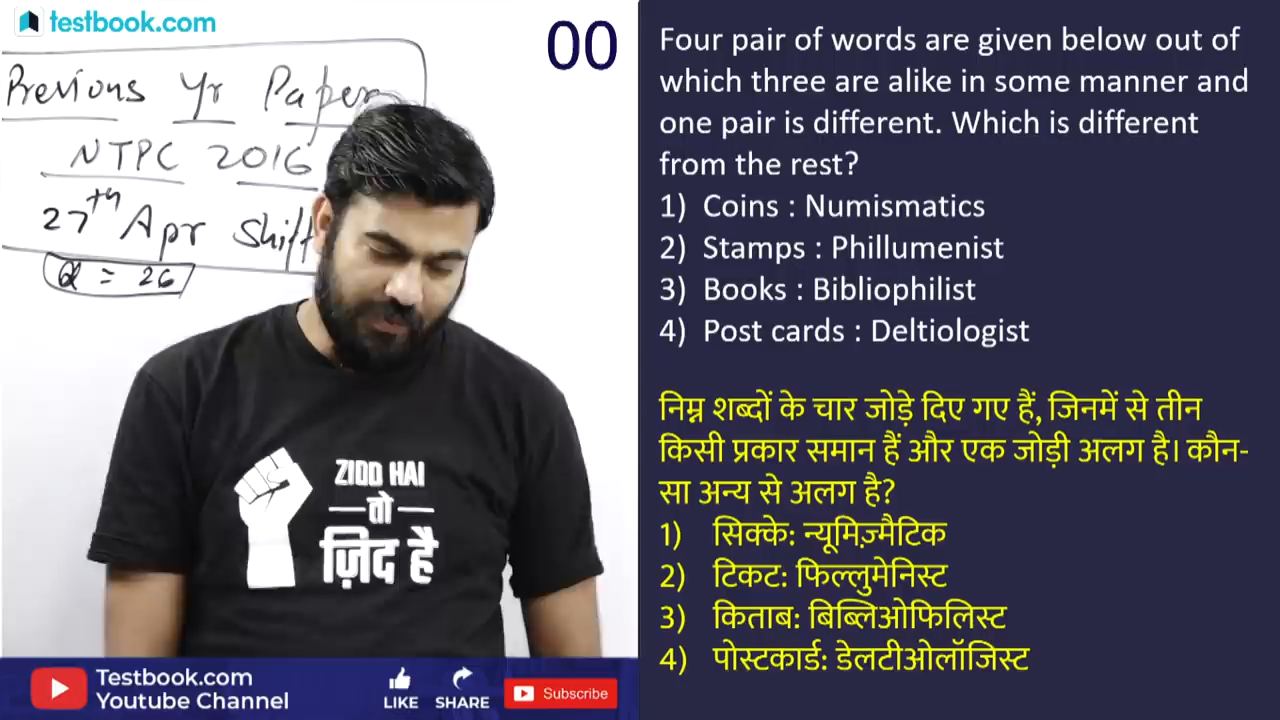 testbook.com
Previous Yr Papers
NTPC 2016
27th Apr Shift
Q = 26
00
Four pair of words are given below out of
which three are alike in some manner and
one pair is different. Which is different
from the rest?
1) Coins : Numismatics
2) Stamps : Phillumenist
3) Books : Bibliophilist
4) Post cards : Deltiologist
निम्न शब्दों के चार जोड़े दिए गए हैं, जिनमें से तीन
किसी प्रकार समान हैं और एक जोड़ी अलग है। कौन-
सा अन्य से अलग है?
1) सिक्के: न्यूमिज़्मैटिक
2) टिकट: फिल्लुमेनिस्ट
3) किताब: बिब्लिओफिलिस्ट
4) पोस्टकार्ड: डेलटीओलॉजिस्ट
ZIDD HAI
तो
ज़िद है
Testbook.com
Youtube Channel
LIKE
SHARE
Subscribe